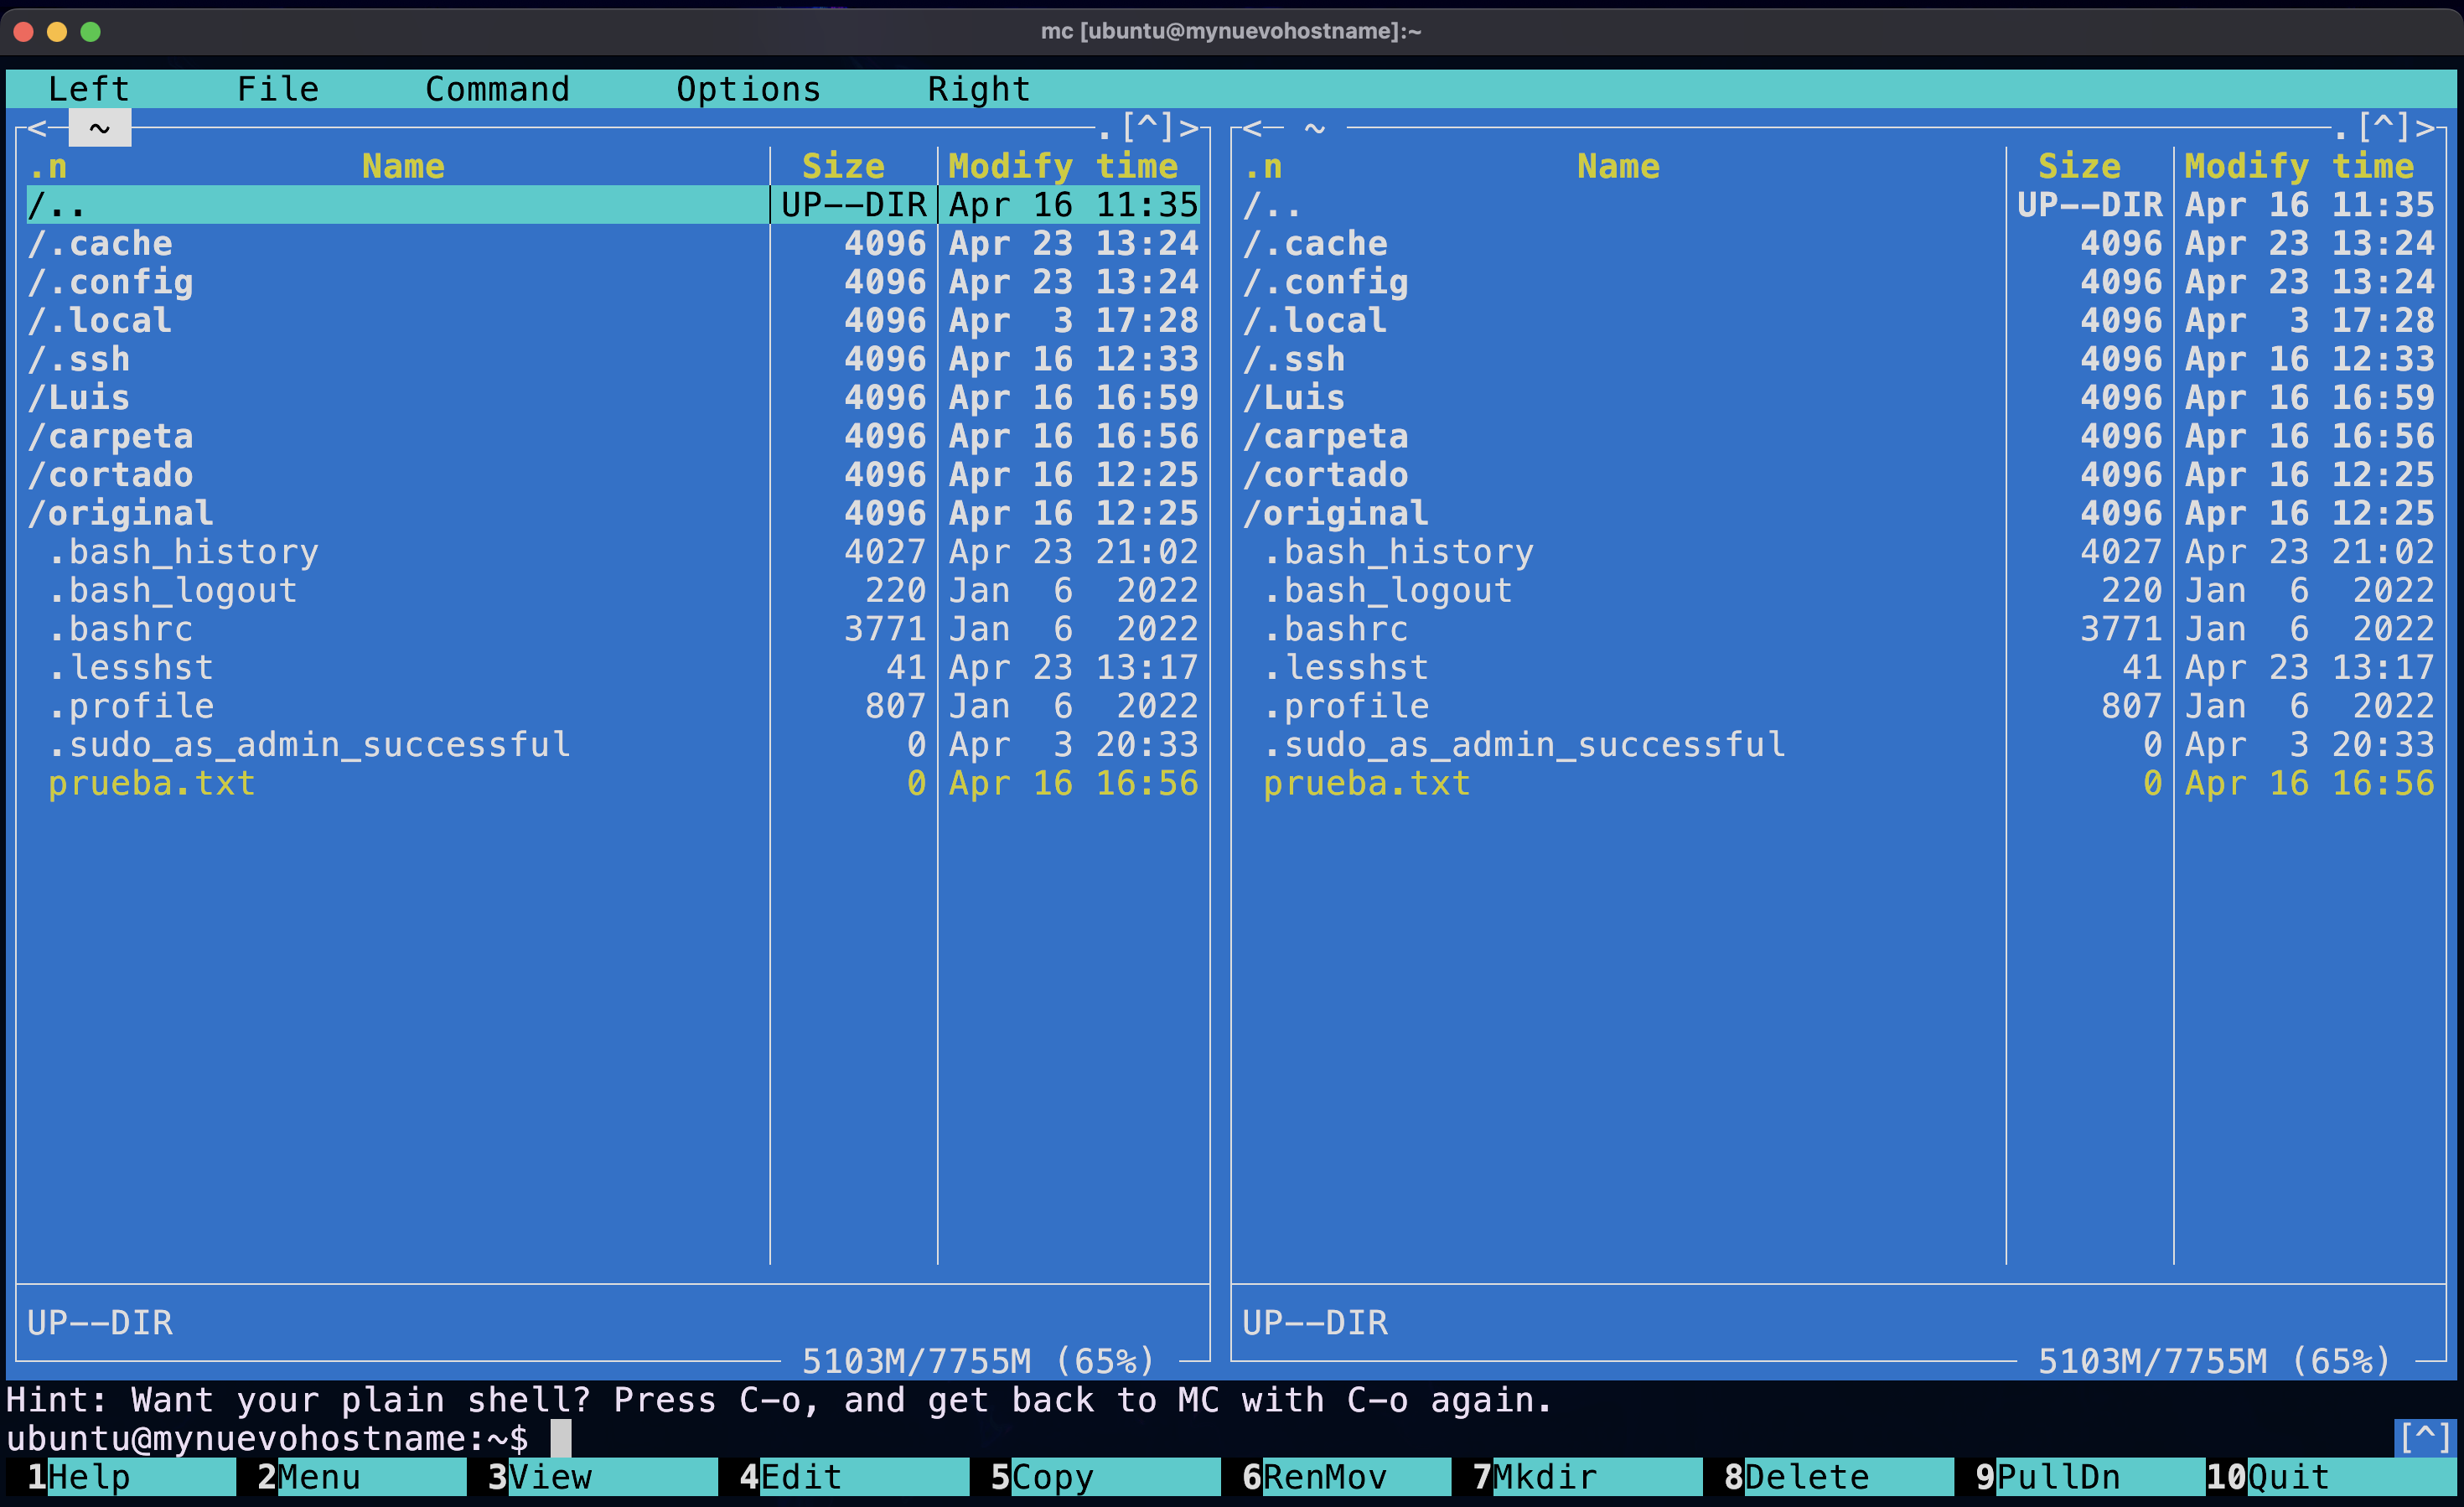 mc [ubuntu@mynuevohostname]:~
Left File Command Options Right
< ~ .[^]>
.n Name Size Modify time
/.. UP--DIR Apr 16 11:35
/.cache 4096 Apr 23 13:24
/.config 4096 Apr 23 13:24
/.local 4096 Apr 3 17:28
/.ssh 4096 Apr 16 12:33
/Luis 4096 Apr 16 16:59
/carpeta 4096 Apr 16 16:56
/cortado 4096 Apr 16 12:25
/original 4096 Apr 16 12:25
.bash_history 4027 Apr 23 21:02
.bash_logout 220 Jan 6 2022
.bashrc 3771 Jan 6 2022
.lesshst 41 Apr 23 13:17
.profile 807 Jan 6 2022
.sudo_as_admin_successful 0 Apr 3 20:33
prueba.txt 0 Apr 16 16:56
UP--DIR
5103M/7755M (65%)
< ~ .[^]>
.n Name Size Modify time
/.. UP--DIR Apr 16 11:35
/.cache 4096 Apr 23 13:24
/.config 4096 Apr 23 13:24
/.local 4096 Apr 3 17:28
/.ssh 4096 Apr 16 12:33
/Luis 4096 Apr 16 16:59
/carpeta 4096 Apr 16 16:56
/cortado 4096 Apr 16 12:25
/original 4096 Apr 16 12:25
.bash_history 4027 Apr 23 21:02
.bash_logout 220 Jan 6 2022
.bashrc 3771 Jan 6 2022
.lesshst 41 Apr 23 13:17
.profile 807 Jan 6 2022
.sudo_as_admin_successful 0 Apr 3 20:33
prueba.txt 0 Apr 16 16:56
UP--DIR
5103M/7755M (65%)
Hint: Want your plain shell? Press C-o, and get back to MC with C-o again.
ubuntu@mynuevohostname:~$ [^]
1Help 2Menu 3View 4Edit 5Copy 6RenMov 7Mkdir 8Delete 9PullDn 10Quit